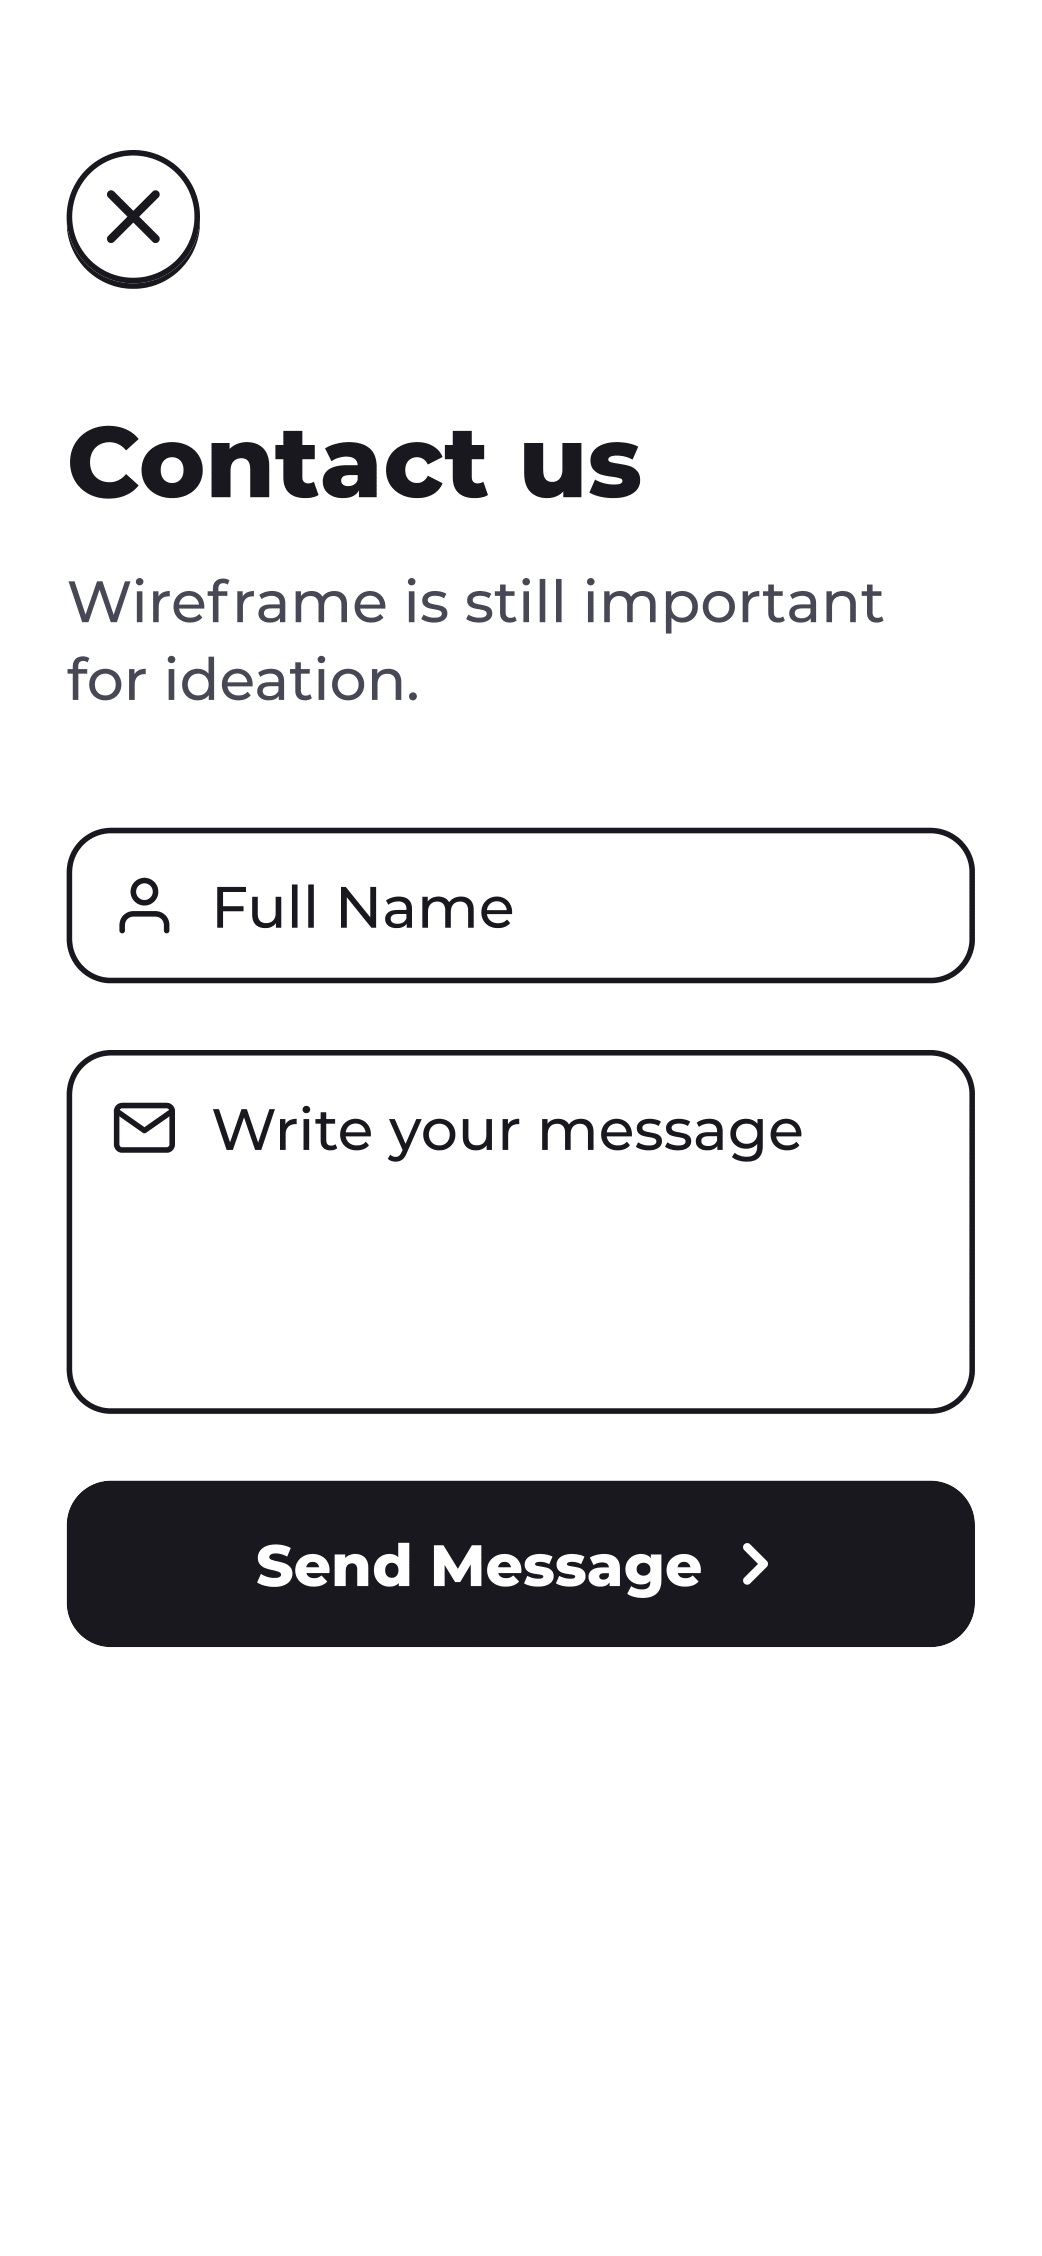 Contact us
Wireframe is still important
for ideation.
Full Name
Write your message
Send Message